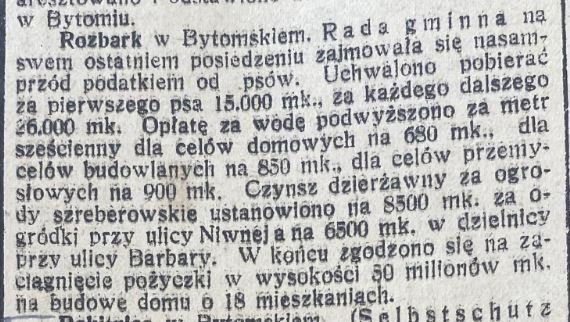 w Bytomiu.
Rozbark w Bytomskiem. Rada gminna na
swem ostatniem posiedzeniu zajmowała się nasam-
przód podatkiem od psów. Uchwalono pobierać
za pierwszego psa 15.000 mk., za każdego dalszego
26.000 mk. Opłatę za wodę podwyższono za metr
sześcienny dla celów domowych na 680 mk., dla
celów budowlanych na 850 mk., dla celów przemy-
słowych na 900 mk. Czynsz dzierżawny za ogro-
dy szreberowskie ustanowiono na 8500 mk. za o-
gródki przy ulicy Niwnej a na 6500 mk. w dzielnicy
przy ulicy Barbary. W końcu zgodzono się na za-
ciągnięcie pożyczki w wysokości 30 milionów mk.
na budowę domu o 18 mieszkaniach.
w Bytomskiem. (Selbstschutz